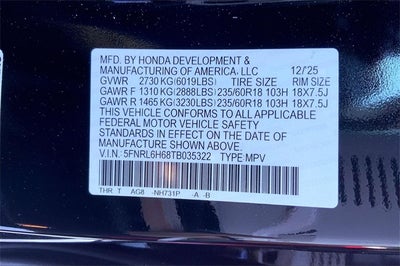 MFD. BY HONDA DEVELOPMENT &
MANUFACTURING OF AMERICA, LLC 12/25
GVWR 2730 KG (6019LBS) TIRE SIZE RIM SIZE
GAWR F 1310 KG (2888LBS) 235/60R18 103H 18X7.5J
GAWR R 1465 KG(3230LBS) 235/60R18 103H 18X7.5J
THIS VEHICLE CONFORMS TO ALL APPLICABLE
FEDERAL MOTOR VEHICLE SAFETY
STANDARDS IN EFFECT ON THE DATE OF
MANUFACTURE SHOWN ABOVE.
V.I.N. 5FNRL6H68TB035322 TYPE MPV
THR T AG8 -NH731P -A -B